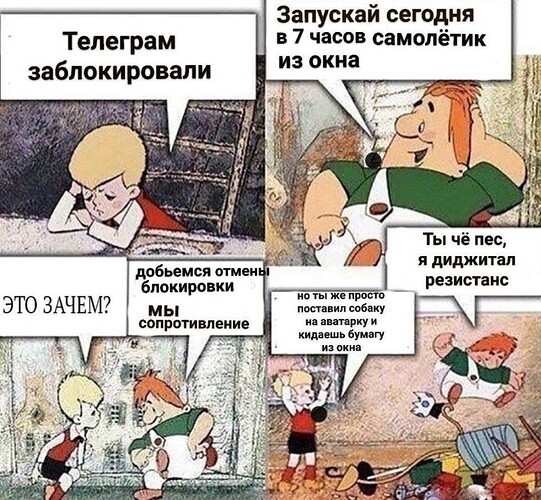 Телеграм
заблокировали
Запускай сегодня
в 7 часов самолётик
из окна
ЭТО ЗАЧЕМ?
добьемся отмены
блокировки
мы
сопротивление
но ты же просто
поставил собаку
на аватарку и
кидаешь бумагу
из окна
Ты чё пес,
я диджитал
резистанс